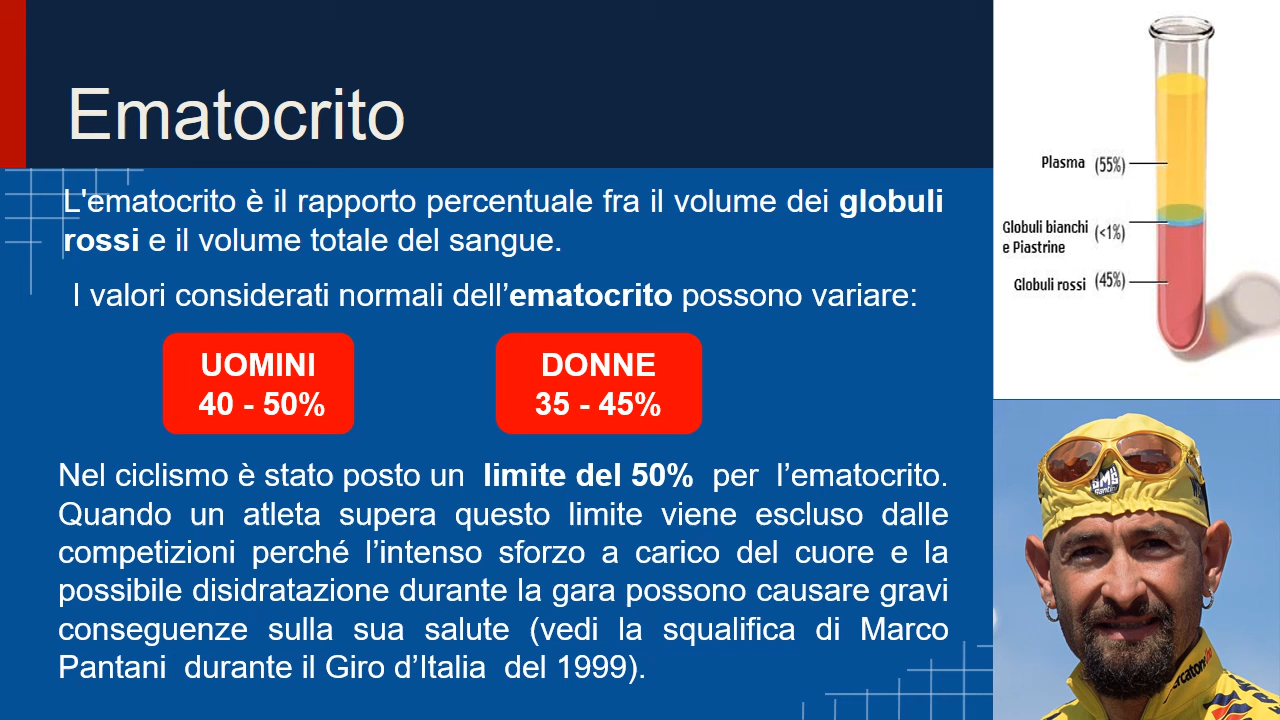 Ematocrito
L'ematocrito è il rapporto percentuale fra il volume dei globuli
rossi e il volume totale del sangue.
I valori considerati normali dell’ematocrito possono variare:
UOMINI
40 - 50%
DONNE
35 - 45%
Nel ciclismo è stato posto un limite del 50% per l’ematocrito.
Quando un atleta supera questo limite viene escluso dalle
competizioni perché l’intenso sforzo a carico del cuore e la
possibile disidratazione durante la gara possono causare gravi
conseguenze sulla sua salute (vedi la squalifica di Marco
Pantani durante il Giro d’Italia del 1999).
Plasma (55%)
Globuli bianchi
e Piastrine (<1%)
Globuli rossi (45%)